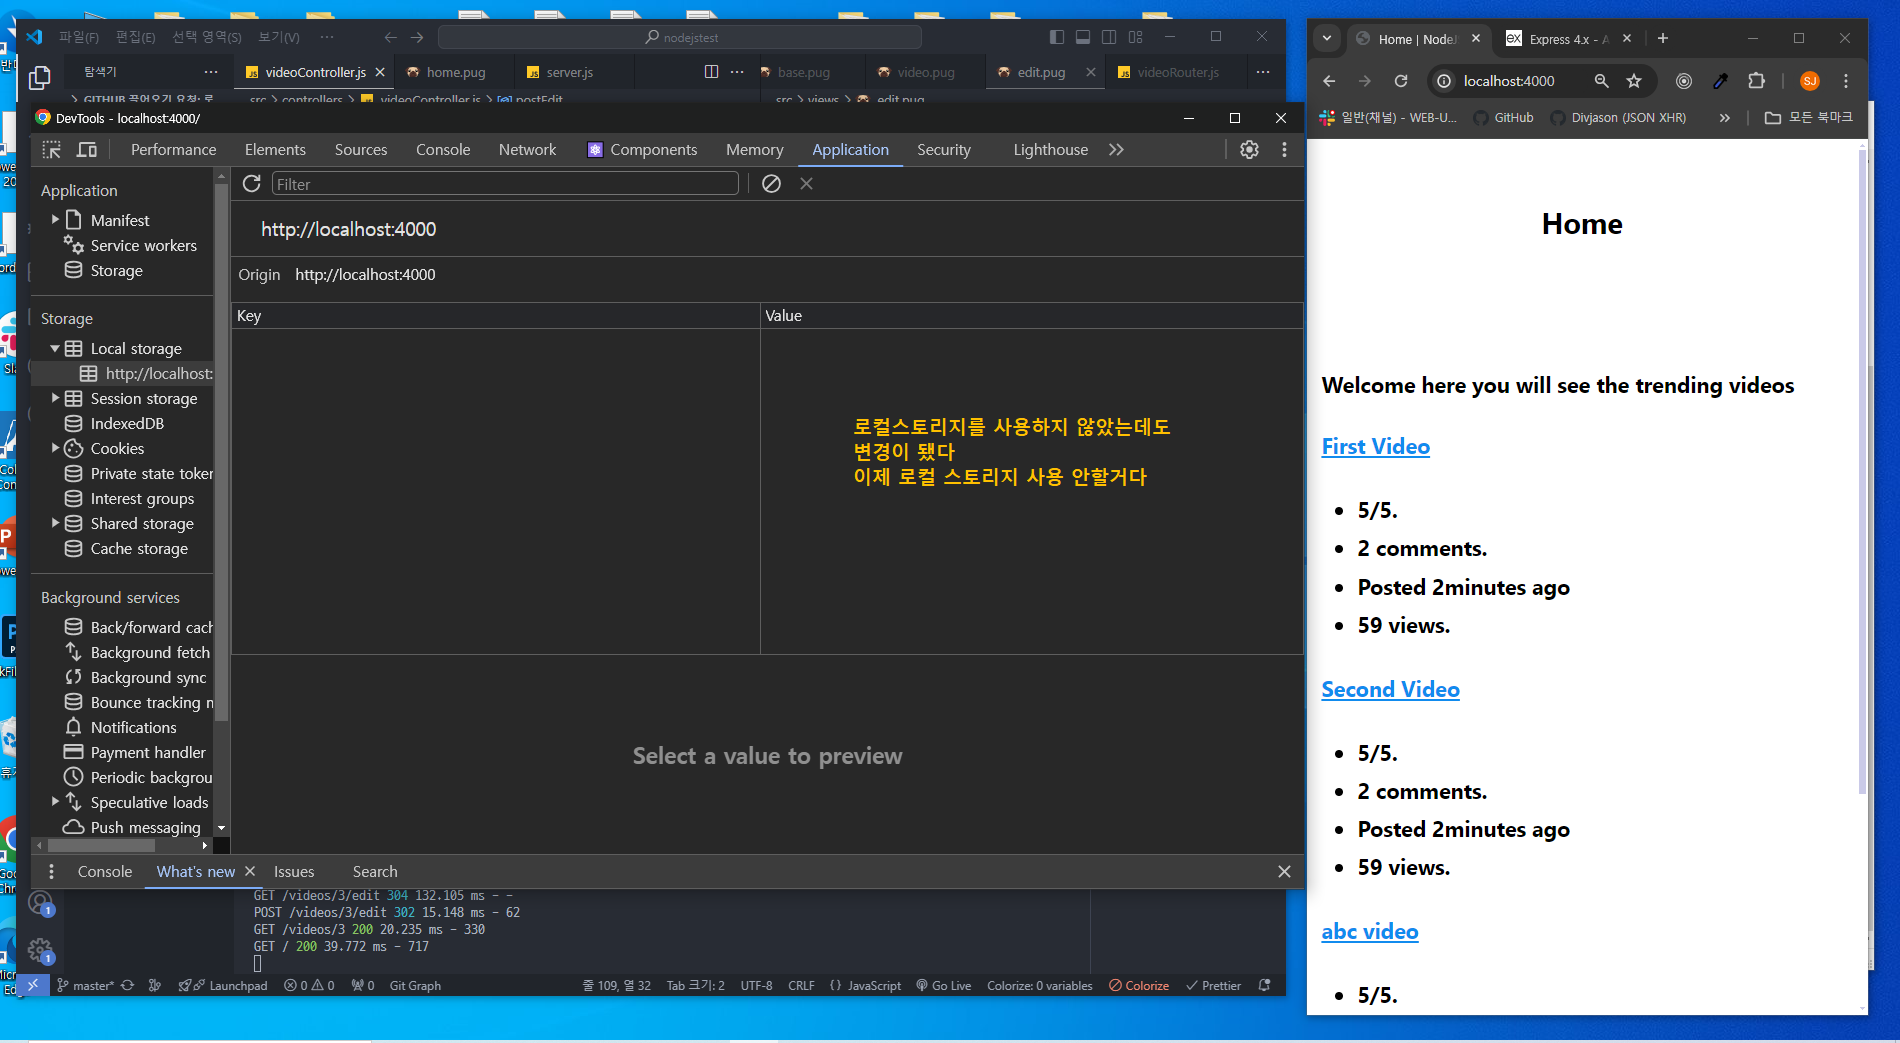 파일(F) 편집(E) 선택 영역(S) 보기(V) ··· nodejstest
탐색기 ··· videoController.js home.pug server.js ··· base.pug video.pug edit.pug videoRouter.js ···
src > controllers > videoController.js > postEdit src > views > edit.pug
DevTools - localhost:4000/
Performance Elements Sources Console Network Components Memory Application Security Lighthouse
Filter
Application
Manifest
Service workers
Storage
Storage
Local storage
http://localhost:
Session storage
IndexedDB
Cookies
Private state token
Interest groups
Shared storage
Cache storage
Background services
Back/forward cach
Background fetch
Background sync
Bounce tracking m
Notifications
Payment handler
Periodic backgrou
Speculative loads
Push messaging
http://localhost:4000
Origin http://localhost:4000
Key Value
로컬스토리지를 사용하지 않았는데도
변경이 됐다
이제 로컬 스토리지 사용 안할거다
Select a value to preview
Console What's new Issues Search
GET /videos/3/edit 304 132.105 ms - -
POST /videos/3/edit 302 15.148 ms - 62
GET /videos/3 200 20.235 ms - 330
GET / 200 39.772 ms - 717
master* Launchpad 0 0 0 Git Graph 줄 109, 열 32 Tab 크기: 2 UTF-8 CRLF {} JavaScript Go Live Colorize: 0 variables Colorize Prettier
Home | NodeJ Express 4.x - A
localhost:4000 SJ
일반(채널) - WEB-U... GitHub Divjason (JSON XHR) 모든 북마크
Home
Welcome here you will see the trending videos
First Video
5/5.
2 comments.
Posted 2minutes ago
59 views.
Second Video
5/5.
2 comments.
Posted 2minutes ago
59 views.
abc video
5/5.